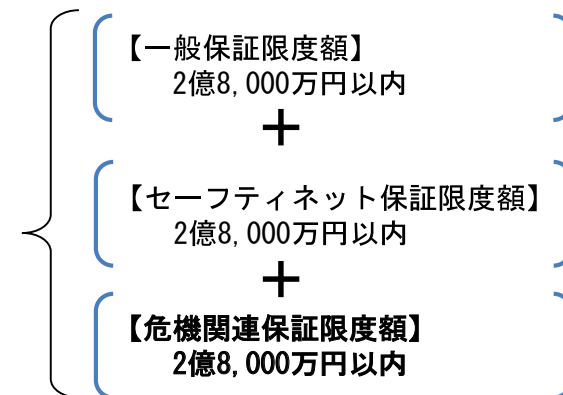 【一般保証限度額】
2億8,000万円以内
＋
【セーフティネット保証限度額】
2億8,000万円以内
＋
【危機関連保証限度額】
2億8,000万円以内